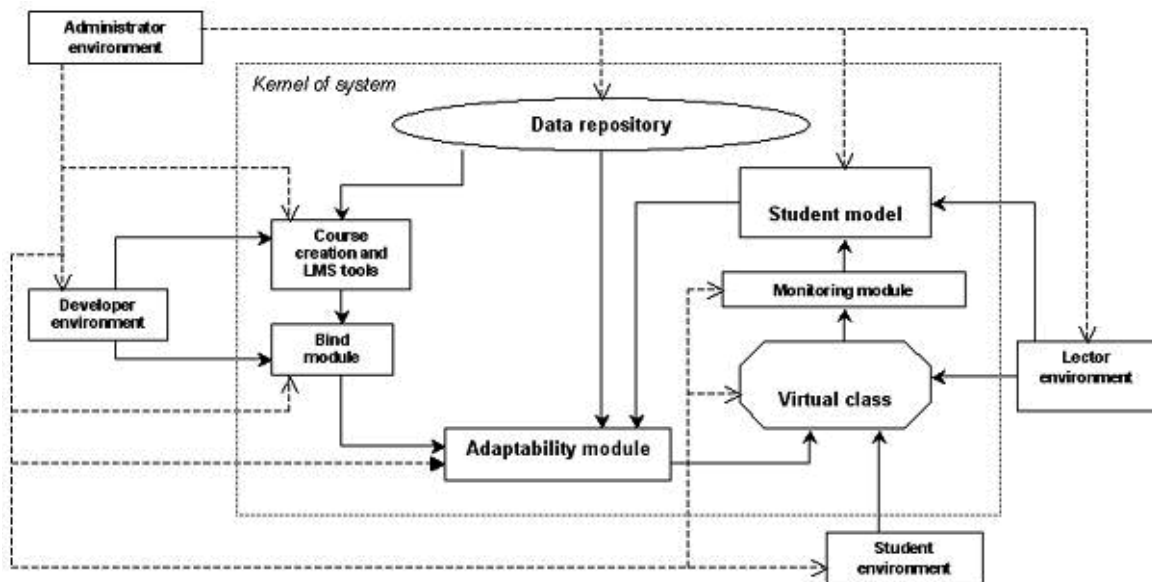 Administrator
environment
Kernel of system
Data repository
Student model
Course
creation and
LMS tools
Monitoring module
Developer
environment
Bind
module
Lector
environment
Virtual class
Adaptability module
Student
environment